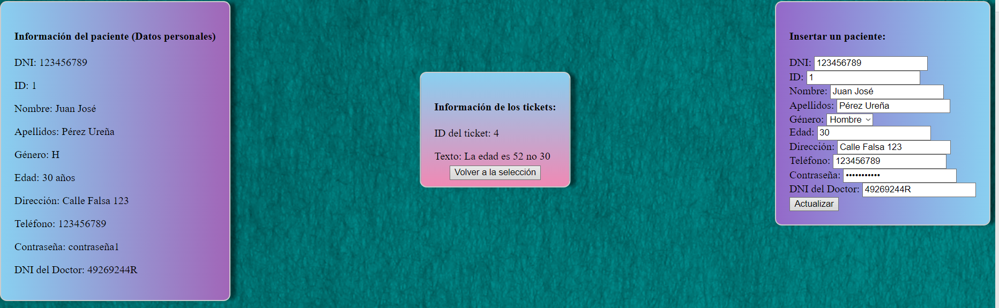 Información del paciente (Datos personales)
DNI: 123456789
ID: 1
Nombre: Juan José
Apellidos: Pérez Ureña
Género: H
Edad: 30 años
Dirección: Calle Falsa 123
Teléfono: 123456789
Contraseña: contraseña1
DNI del Doctor: 49269244R
Información de los tickets:
ID del ticket: 4
Texto: La edad es 52 no 30
Volver a la selección
Insertar un paciente:
DNI: 123456789
ID: 1
Nombre: Juan José
Apellidos: Pérez Ureña
Género: Hombre
Edad: 30
Dirección: Calle Falsa 123
Teléfono: 123456789
Contraseña: •••••••••••
DNI del Doctor: 49269244R
Actualizar